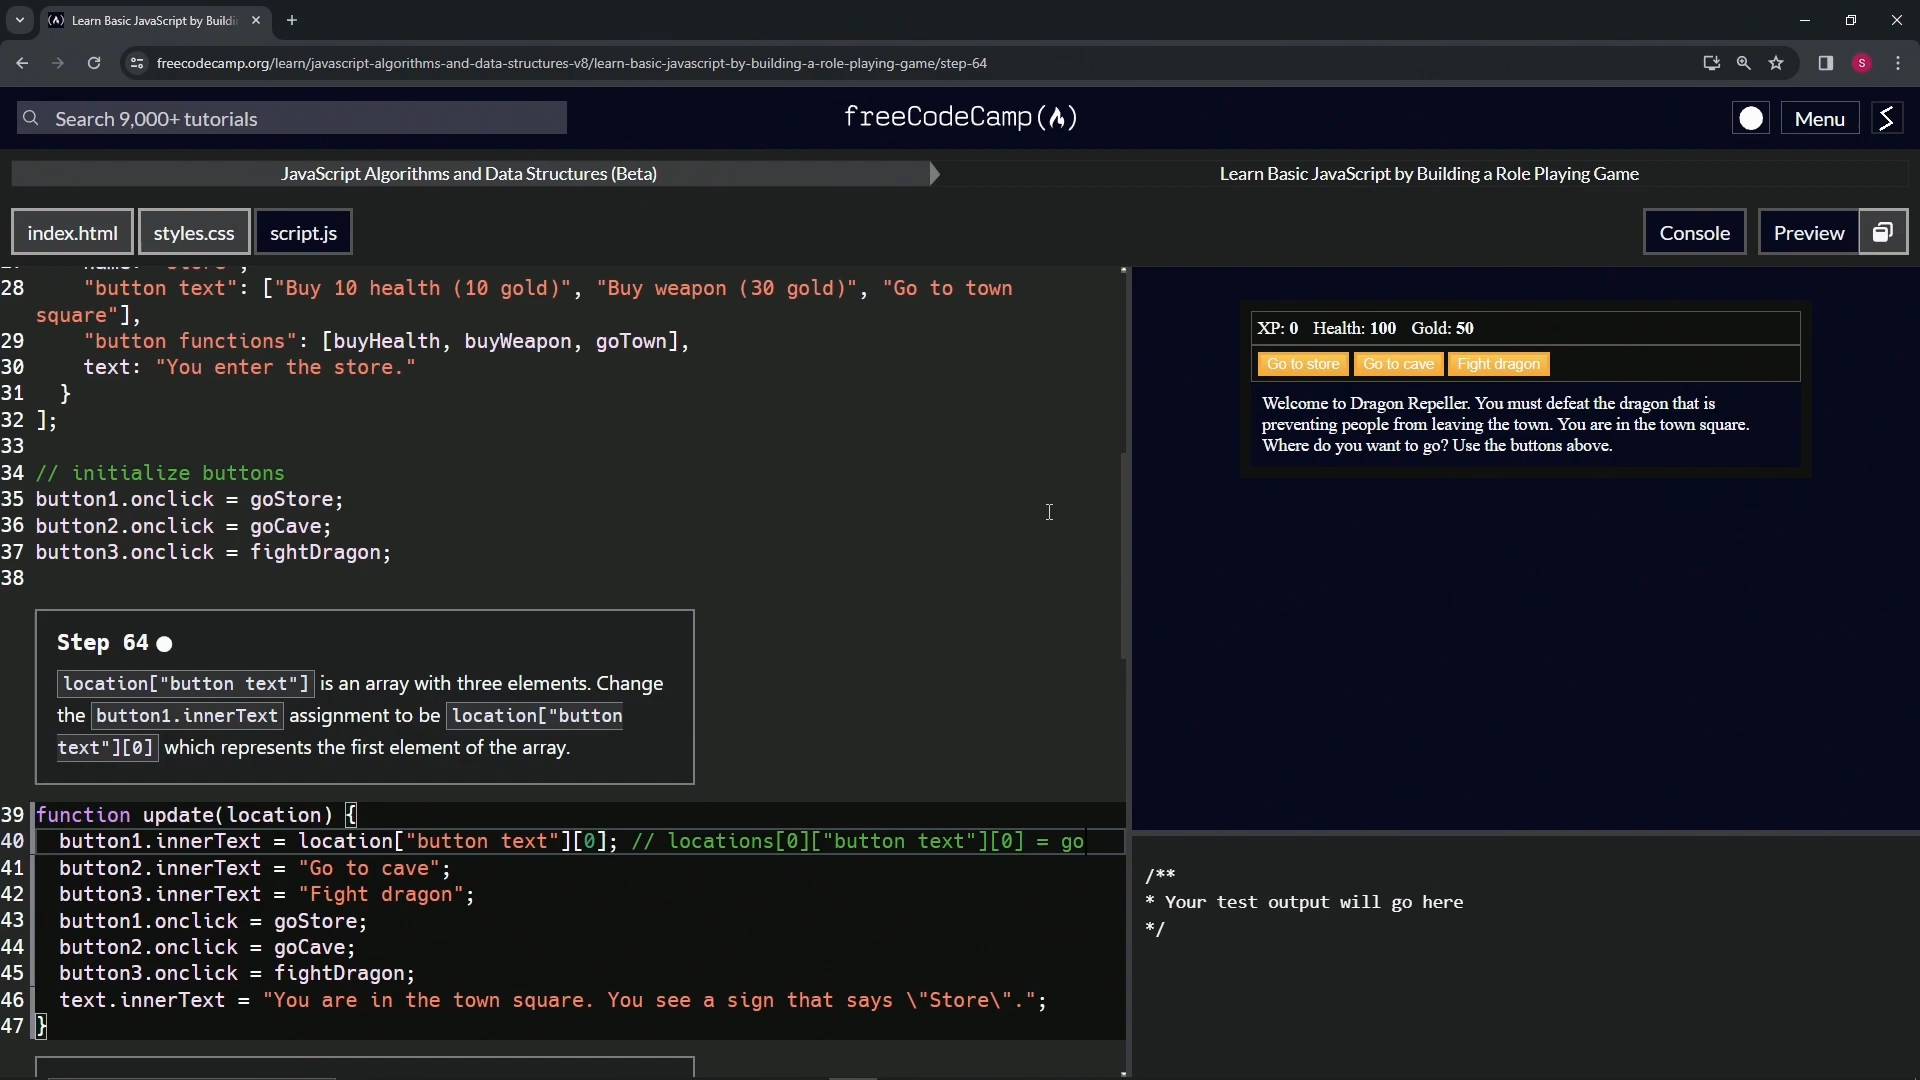 Learn Basic JavaScript by Buildi
freecodecamp.org/learn/javascript-algorithms-and-data-structures-v8/learn-basic-javascript-by-building-a-role-playing-game/step-64
S
Search 9,000+ tutorials
freeCodeCamp
Menu
JavaScript Algorithms and Data Structures (Beta)
Learn Basic JavaScript by Building a Role Playing Game
index.html
styles.css
script.js
Console
Preview
28 "button text": ["Buy 10 health (10 gold)", "Buy weapon (30 gold)", "Go to town
square"],
29 "button functions": [buyHealth, buyWeapon, goTown],
30 text: "You enter the store."
31 }
32 ];
33
34 // initialize buttons
35 button1.onclick = goStore;
36 button2.onclick = goCave;
37 button3.onclick = fightDragon;
38
Step 64
location["button text"] is an array with three elements. Change
the button1.innerText assignment to be location["button
text"][0] which represents the first element of the array.
39 function update(location) {
40 button1.innerText = location["button text"][0]; // locations[0]["button text"][0] = go
41 button2.innerText = "Go to cave";
42 button3.innerText = "Fight dragon";
43 button1.onclick = goStore;
44 button2.onclick = goCave;
45 button3.onclick = fightDragon;
46 text.innerText = "You are in the town square. You see a sign that says \"Store\".";
47 }
XP: 0 Health: 100 Gold: 50
Go to store
Go to cave
Fight dragon
Welcome to Dragon Repeller. You must defeat the dragon that is
preventing people from leaving the town. You are in the town square.
Where do you want to go? Use the buttons above.
/**
* Your test output will go here
*/